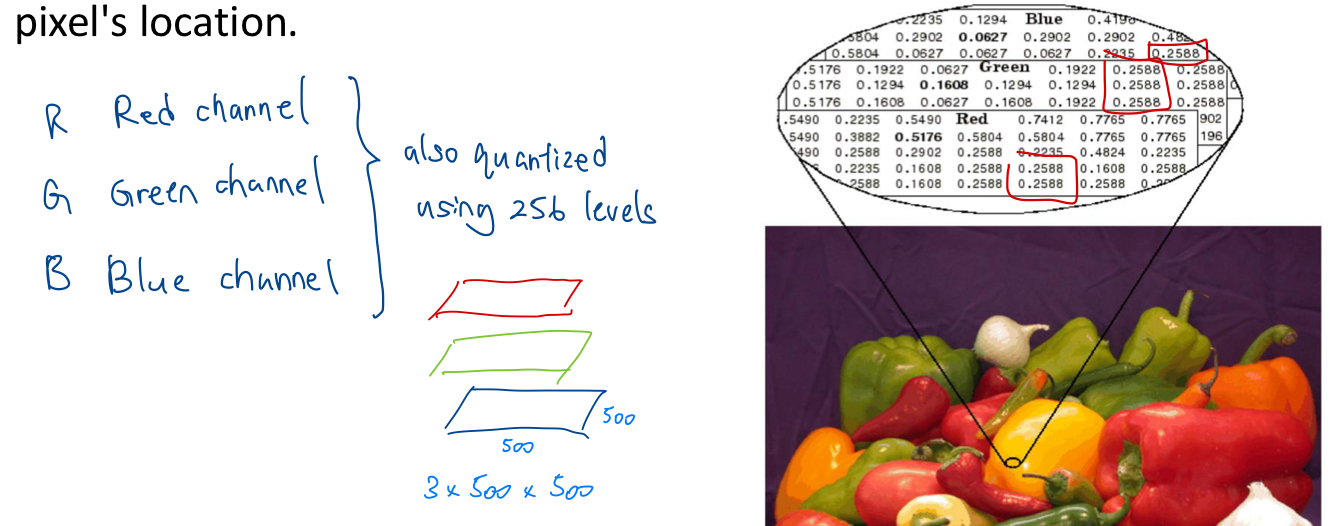 pixel's location.
R Red channel
G Green channel
B Blue channel
also quantized
using 256 levels
500
500
3 x 500 x 500
0.2235 0.1294 Blue 0.4196
.5804 0.2902 0.0627 0.2902 0.2902 0.48
0.5804 0.0627 0.0627 0.0627 0.2235 0.2588
.5176 0.1922 0.0627 Green 0.1922 0.2588 0.2588
0.5176 0.1294 0.1608 0.1294 0.1294 0.2588 0.2588 0
0.5176 0.1608 0.0627 0.1608 0.1922 0.2588 0.2588
.5490 0.2235 0.5490 Red 0.7412 0.7765 0.7765 902
5490 0.3882 0.5176 0.5804 0.5804 0.7765 0.7765 196
490 0.2588 0.2902 0.2588 0.2235 0.4824 0.2235
0.2235 0.1608 0.2588 0.2588 0.1608 0.2588
.2588 0.1608 0.2588 0.2588 0.2588